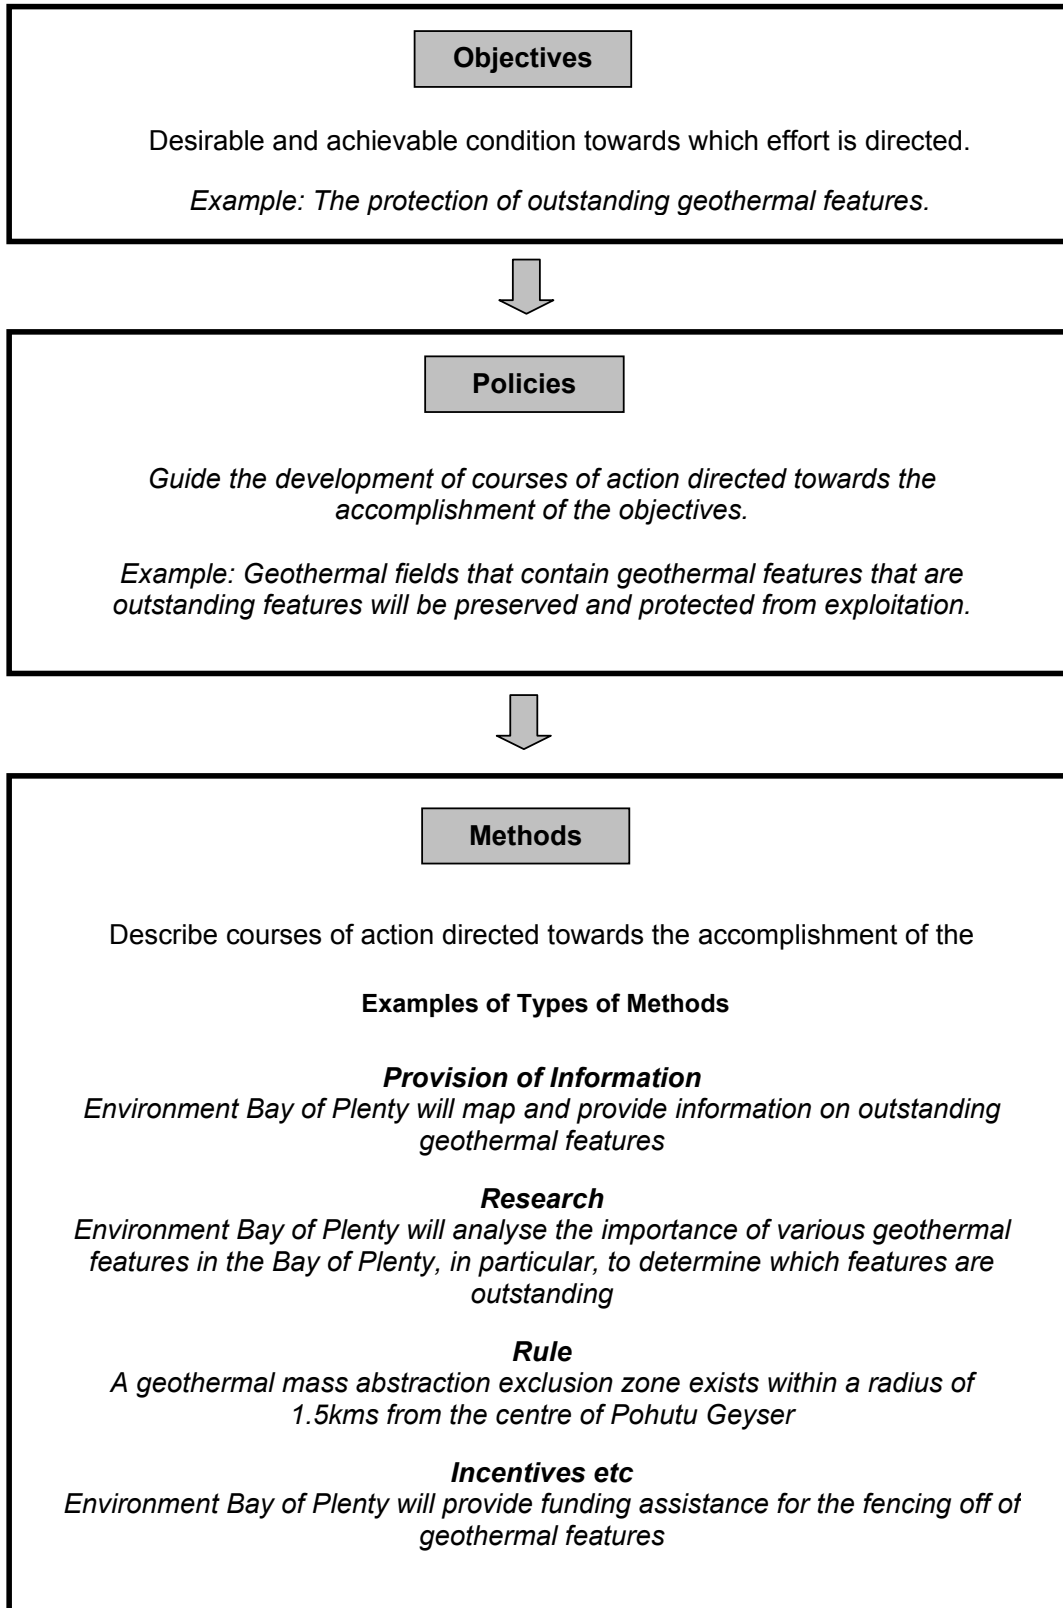 Objectives
Desirable and achievable condition towards which effort is directed.
Example: The protection of outstanding geothermal features.
Policies
Guide the development of courses of action directed towards the
accomplishment of the objectives.
Example: Geothermal fields that contain geothermal features that are
outstanding features will be preserved and protected from exploitation.
Methods
Describe courses of action directed towards the accomplishment of the
Examples of Types of Methods
Provision of Information
Environment Bay of Plenty will map and provide information on outstanding
geothermal features
Research
Environment Bay of Plenty will analyse the importance of various geothermal
features in the Bay of Plenty, in particular, to determine which features are
outstanding
Rule
A geothermal mass abstraction exclusion zone exists within a radius of
1.5kms from the centre of Pohutu Geyser
Incentives etc
Environment Bay of Plenty will provide funding assistance for the fencing off of
geothermal features